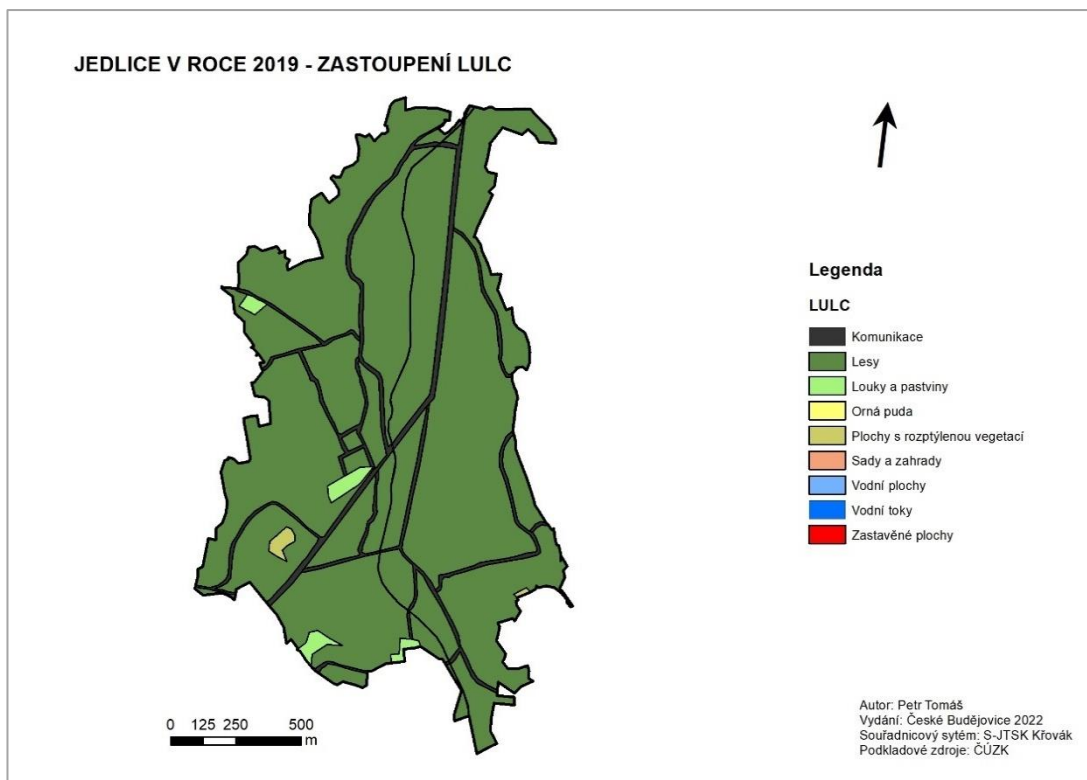 JEDLICE V ROCE 2019 - ZASTOUPENÍ LULC
Legenda
LULC
Komunikace
Lesy
Louky a pastviny
Orná puda
Plochy s rozptýlenou vegetací
Sady a zahrady
Vodní plochy
Vodní toky
Zastavěné plochy
0 125 250 500
m
Autor: Petr Tomáš
Vydání: České Budějovice 2022
Souřadnicový sytém: S-JTSK Křovák
Podkladové zdroje: ČÚZK